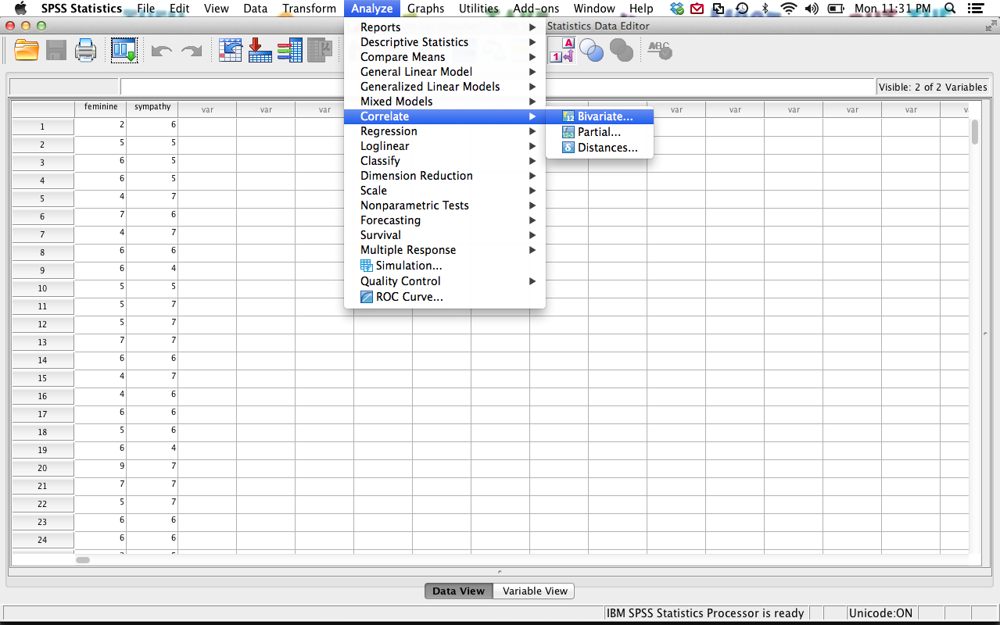 SPSS Statistics File Edit View Data Transform Analyze Graphs Utilities Add-ons Window Help Mon 11:31 PM
Statistics Data Editor
Reports
Descriptive Statistics
Compare Means
General Linear Model
Generalized Linear Models
Mixed Models
Correlate
Regression
Loglinear
Classify
Dimension Reduction
Scale
Nonparametric Tests
Forecasting
Survival
Multiple Response
Simulation...
Quality Control
ROC Curve...
Bivariate...
Partial...
Distances...
Visible: 2 of 2 Variables
feminine sympathy var var var var var var var var var
1 2 6
2 5 5
3 6 5
4 6 5
5 4 7
6 7 6
7 4 7
8 6 6
9 6 4
10 5 5
11 5 7
12 5 7
13 7 7
14 6 6
15 4 7
16 4 6
17 6 6
18 5 6
19 6 4
20 9 7
21 7 7
22 5 7
23 6 6
24 6 6
Data View Variable View
IBM SPSS Statistics Processor is ready Unicode:ON